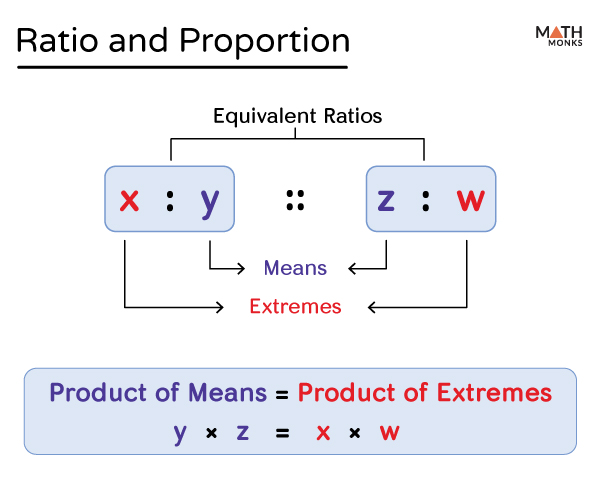 Ratio and Proportion
MATH
MONKS
Equivalent Ratios
x : y :: z : w
Means
Extremes
Product of Means = Product of Extremes
y × z = x × w